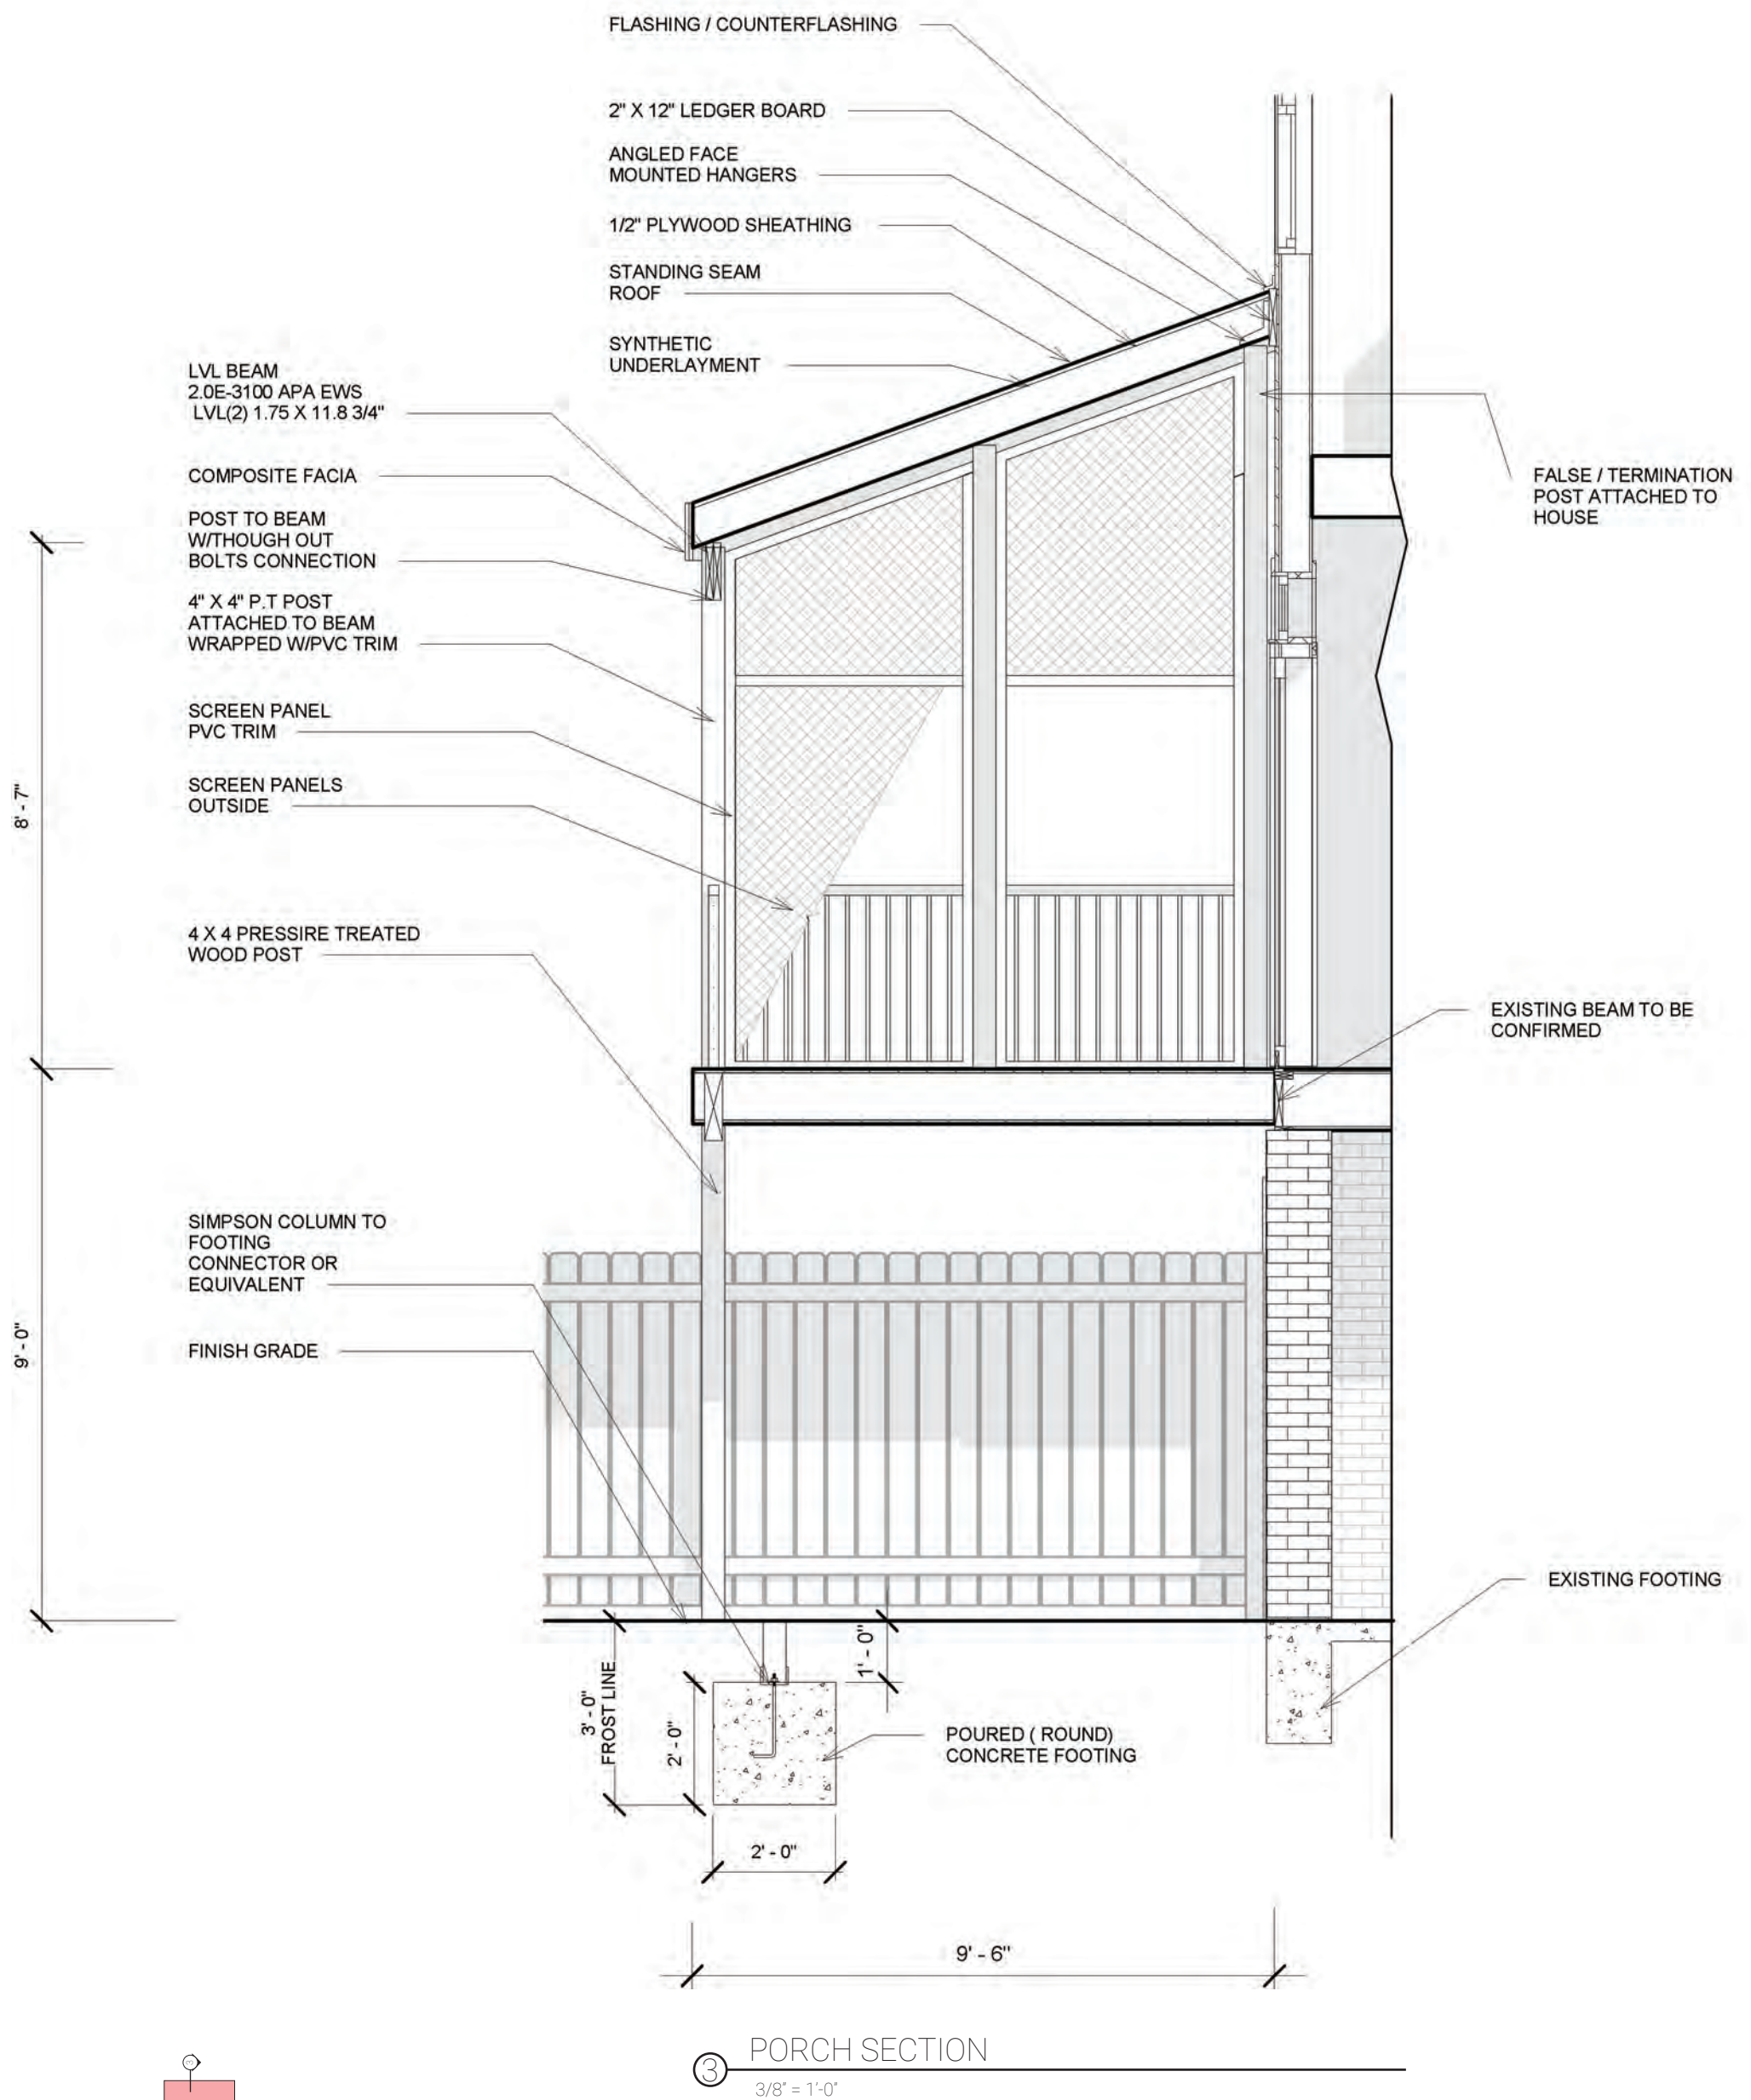 FLASHING / COUNTERFLASHING
2" X 12" LEDGER BOARD
ANGLED FACE
MOUNTED HANGERS
1/2" PLYWOOD SHEATHING
STANDING SEAM
ROOF
SYNTHETIC
UNDERLAYMENT
LVL BEAM
2.0E-3100 APA EWS
LVL(2) 1.75 X 11.8 3/4"
COMPOSITE FACIA
POST TO BEAM
W/THOUGH OUT
BOLTS CONNECTION
4" X 4" P.T POST
ATTACHED TO BEAM
WRAPPED W/PVC TRIM
SCREEN PANEL
PVC TRIM
SCREEN PANELS
OUTSIDE
4 X 4 PRESSIRE TREATED
WOOD POST
SIMPSON COLUMN TO
FOOTING
CONNECTOR OR
EQUIVALENT
FINISH GRADE
FALSE / TERMINATION
POST ATTACHED TO
HOUSE
EXISTING BEAM TO BE
CONFIRMED
EXISTING FOOTING
POURED ( ROUND)
CONCRETE FOOTING
8' - 7"
9' - 0"
3' - 0"
FROST LINE
2' - 0"
1' - 0"
2' - 0"
9' - 6"
3
PORCH SECTION
3/8" = 1'-0"
3